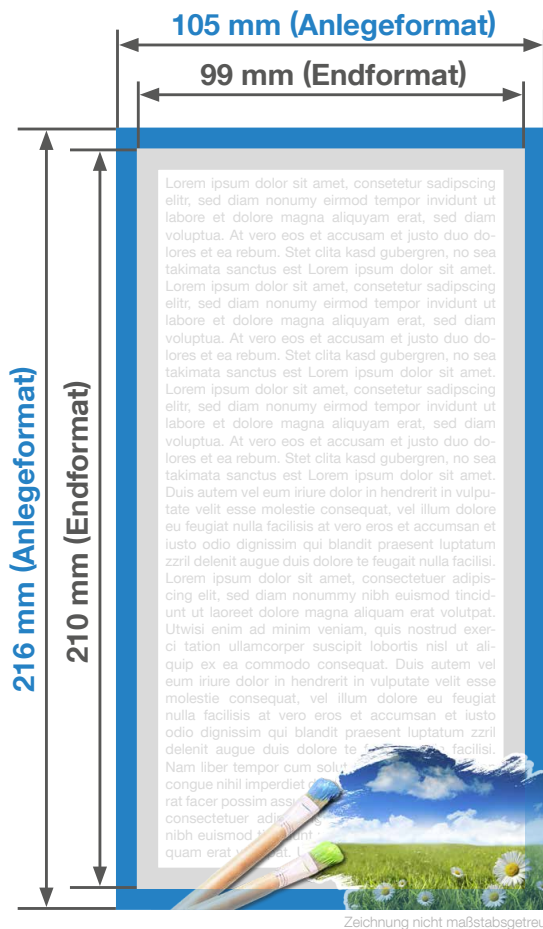 105 mm (Anlegeformat)
99 mm (Endformat)
216 mm (Anlegeformat)
210 mm (Endformat)
Lorem ipsum dolor sit amet, consetetur sadipscing
elitr, sed diam nonumy eirmod tempor invidunt ut
labore et dolore magna aliquyam erat, sed diam
voluptua. At vero eos et accusam et justo duo do-
lores et ea rebum. Stet clita kasd gubergren, no sea
takimata sanctus est Lorem ipsum dolor sit amet.
Lorem ipsum dolor sit amet, consetetur sadipscing
elitr, sed diam nonumy eirmod tempor invidunt ut
labore et dolore magna aliquyam erat, sed diam
voluptua. At vero eos et accusam et justo duo do-
lores et ea rebum. Stet clita kasd gubergren, no sea
takimata sanctus est Lorem ipsum dolor sit amet.
Lorem ipsum dolor sit amet, consetetur sadipscing
elitr, sed diam nonumy eirmod tempor invidunt ut
labore et dolore magna aliquyam erat, sed diam
voluptua. At vero eos et accusam et justo duo do-
lores et ea rebum. Stet clita kasd gubergren, no sea
takimata sanctus est Lorem ipsum dolor sit amet.
Duis autem vel eum iriure dolor in hendrerit in vulpu-
tate velit esse molestie consequat, vel illum dolore
eu feugiat nulla facilisis at vero eros et accumsan et
iusto odio dignissim qui blandit praesent luptatum
zzril delenit augue duis dolore te feugait nulla facilisi.
Lorem ipsum dolor sit amet, consectetuer adipis-
cing elit, sed diam nonummy nibh euismod tincid-
unt ut laoreet dolore magna aliquam erat volutpat.
Utwisi enim ad minim veniam, quis nostrud exer-
ci tation ullamcorper suscipit lobortis nisl ut ali-
quip ex ea commodo consequat. Duis autem vel
eum iriure dolor in hendrerit in vulputate velit esse
molestie consequat, vel illum dolore eu feugiat
nulla facilisis at vero eros et accumsan et iusto
odio dignissim qui blandit praesent luptatum zzril
delenit augue duis dolore te facilisi.
Nam liber tempor cum
congue nihil imperdiet
rat facer possim
consectetuer
nibh euismod
quam erat
Zeichnung nicht maßstabsgetreu